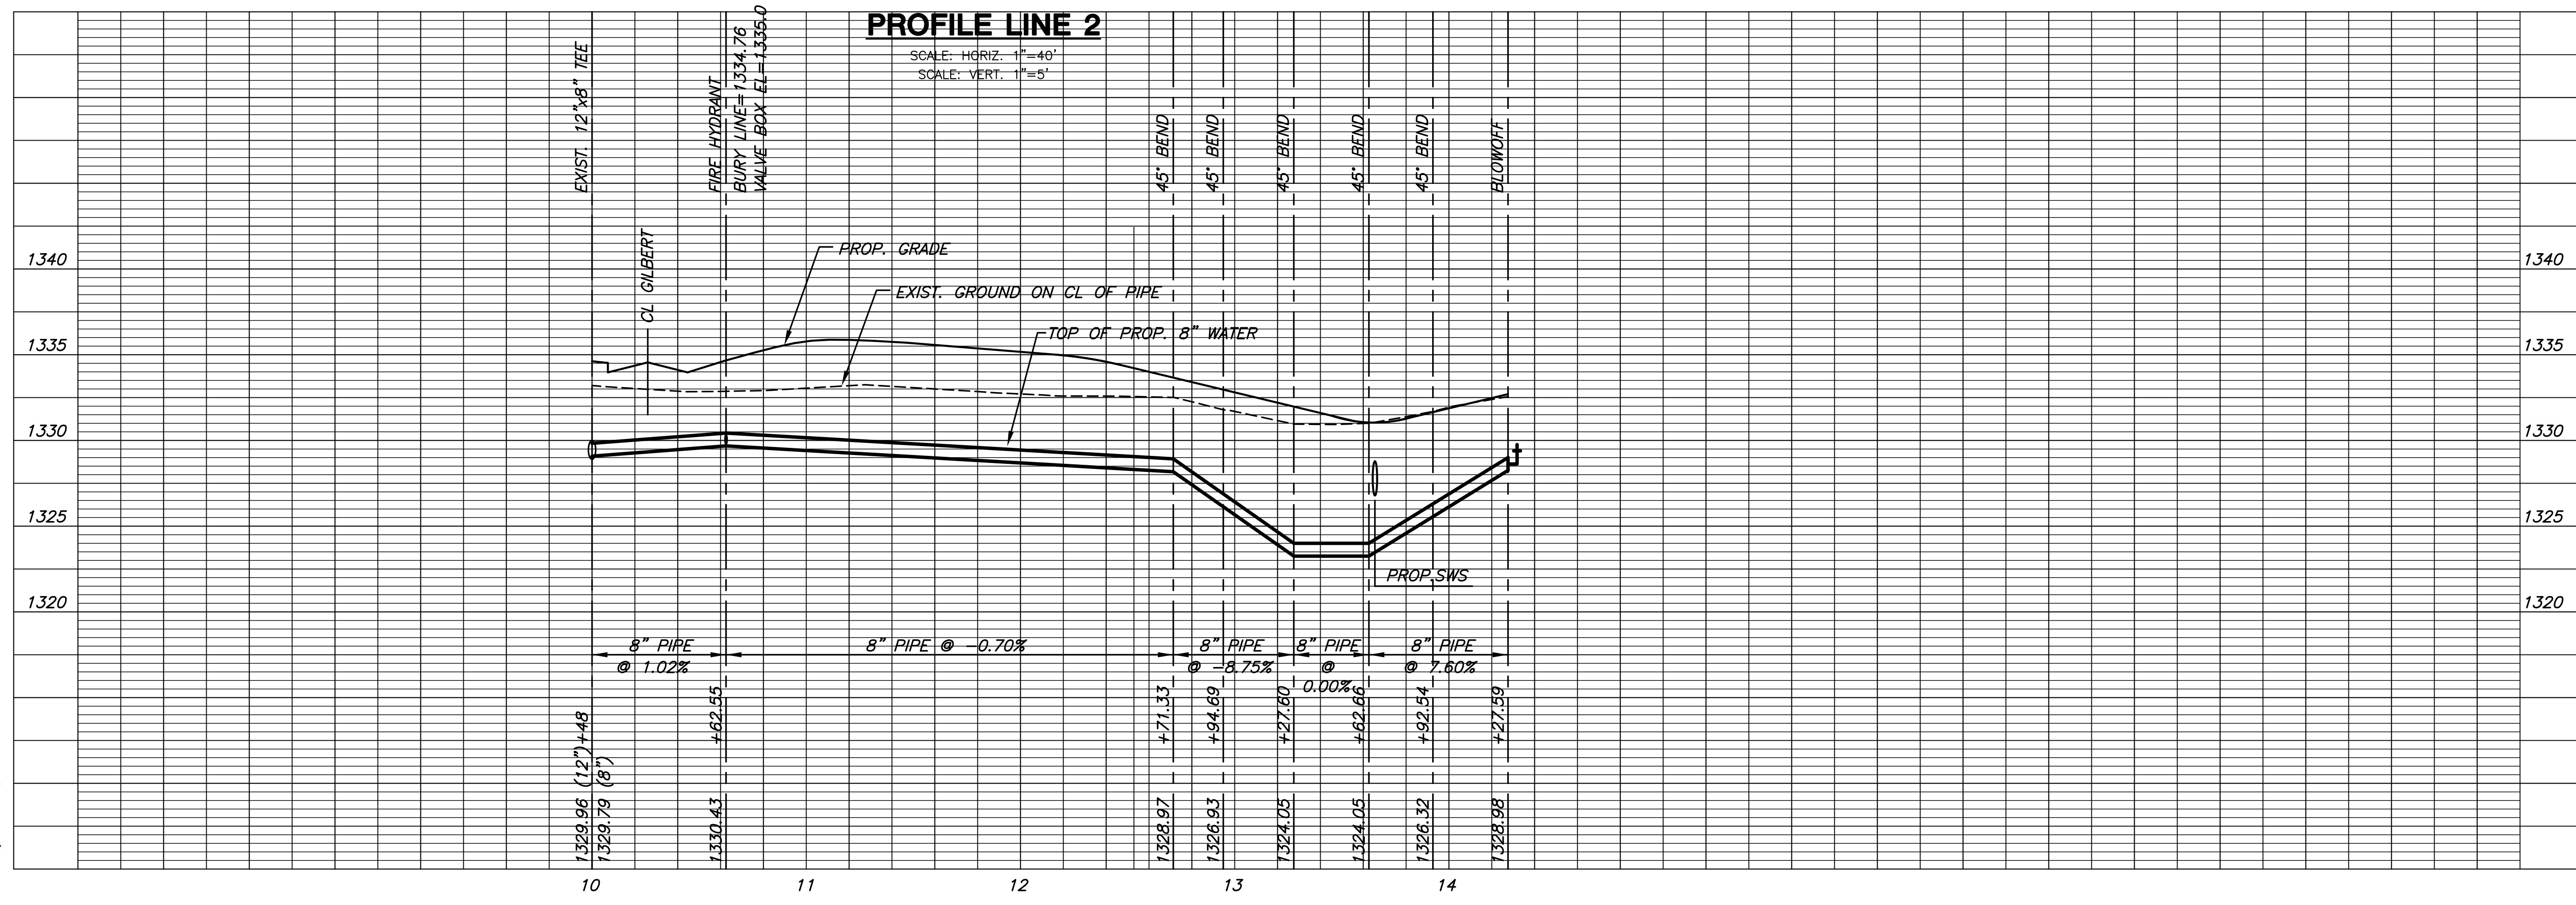 PROFILE LINE 2
SCALE: HORIZ. 1"=40'
SCALE: VERT. 1"=5'
EXIST. 12"x8" TEE
FIRE HYDRANT
BURY LINE=1334.76
VALVE BOX EL=1335.0
45° BEND
45° BEND
45° BEND
45° BEND
45° BEND
BLOWOFF
CL GILBERT
PROP. GRADE
EXIST. GROUND ON CL OF PIPE
TOP OF PROP. 8" WATER
1340
1340
1335
1335
1330
1330
1325
1325
1320
1320
PROP.SWS
8" PIPE
@ 1.02%
8" PIPE @ -0.70%
8" PIPE
@ -8.75%
8" PIPE
@
0.00%
8" PIPE
@ 7.60%
1329.96 (12")+48
1329.79 (8")
+62.55
1330.43
+71.33
1328.97
+94.69
1326.93
+27.60
1324.05
+62.66
1324.05
+92.54
1326.32
+27.59
1328.98
10
11
12
13
14